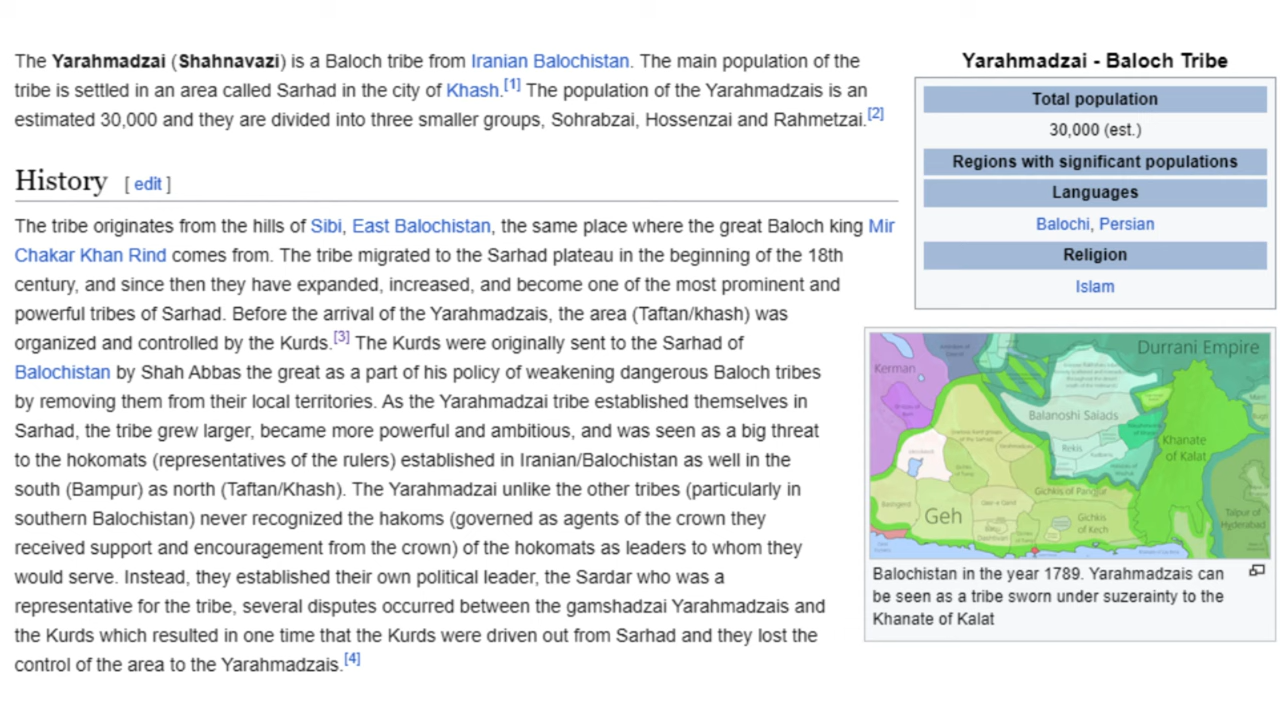 The Yarahmadzai (Shahnavazi) is a Baloch tribe from Iranian Balochistan. The main population of the
tribe is settled in an area called Sarhad in the city of Khash.[1] The population of the Yarahmadzais is an
estimated 30,000 and they are divided into three smaller groups, Sohrabzai, Hossenzai and Rahmetzai.[2]
History [ edit ]
The tribe originates from the hills of Sibi, East Balochistan, the same place where the great Baloch king Mir
Chakar Khan Rind comes from. The tribe migrated to the Sarhad plateau in the beginning of the 18th
century, and since then they have expanded, increased, and become one of the most prominent and
powerful tribes of Sarhad. Before the arrival of the Yarahmadzais, the area (Taftan/khash) was
organized and controlled by the Kurds.[3] The Kurds were originally sent to the Sarhad of
Balochistan by Shah Abbas the great as a part of his policy of weakening dangerous Baloch tribes
by removing them from their local territories. As the Yarahmadzai tribe established themselves in
Sarhad, the tribe grew larger, became more powerful and ambitious, and was seen as a big threat
to the hokomats (representatives of the rulers) established in Iranian/Balochistan as well in the
south (Bampur) as north (Taftan/Khash). The Yarahmadzai unlike the other tribes (particularly in
southern Balochistan) never recognized the hakoms (governed as agents of the crown they
received support and encouragement from the crown) of the hokomats as leaders to whom they
would serve. Instead, they established their own political leader, the Sardar who was a
representative for the tribe, several disputes occurred between the gamshadzai Yarahmadzais and
the Kurds which resulted in one time that the Kurds were driven out from Sarhad and they lost the
control of the area to the Yarahmadzais.[4]
Yarahmadzai - Baloch Tribe
Total population
30,000 (est.)
Regions with significant populations
Languages
Balochi, Persian
Religion
Islam
Durrani Empire
Kerman
Balanoshi Saiads
Rekis
Khanate
of Kalat
Gichkis of Panjgur
Geh
Gichkis
of Kech
Talpur of
Hyderabad
Balochistan in the year 1789. Yarahmadzais can
be seen as a tribe sworn under suzerainty to the
Khanate of Kalat